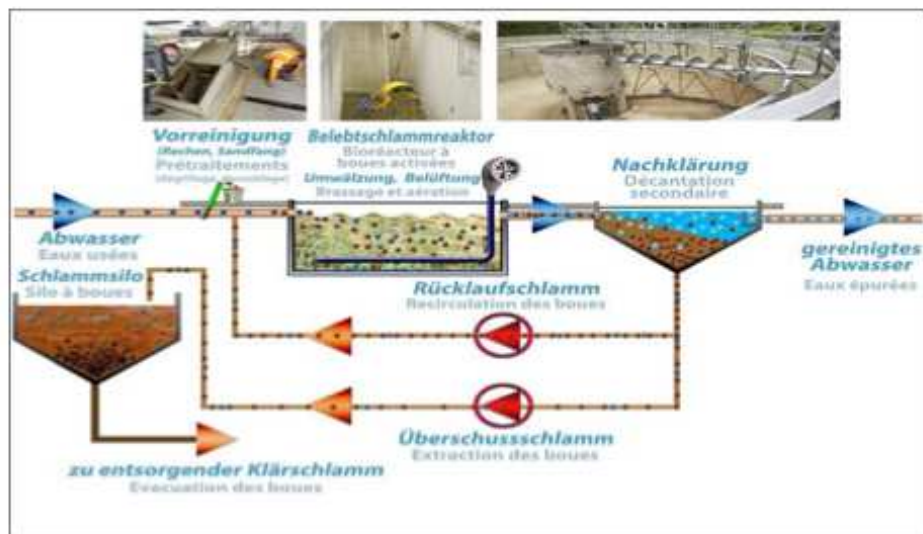 Vorreinigung
(Rechen, Sandfang)
Prétraitements
Belebtschlammreaktor
Bioréacteur à
boues activées
Umwälzung, Belüftung
Brassage et aération
Nachklärung
Décantation
secondaire
Abwasser
Eaux usées
gereinigtes
Abwasser
Eaux épurées
Schlammsilo
Silo à boues
Rücklaufschlamm
Resirculation des boues
Überschussschlamm
Extraction des boues
zu entsorgender Klärschlamm
Evacuation des boues